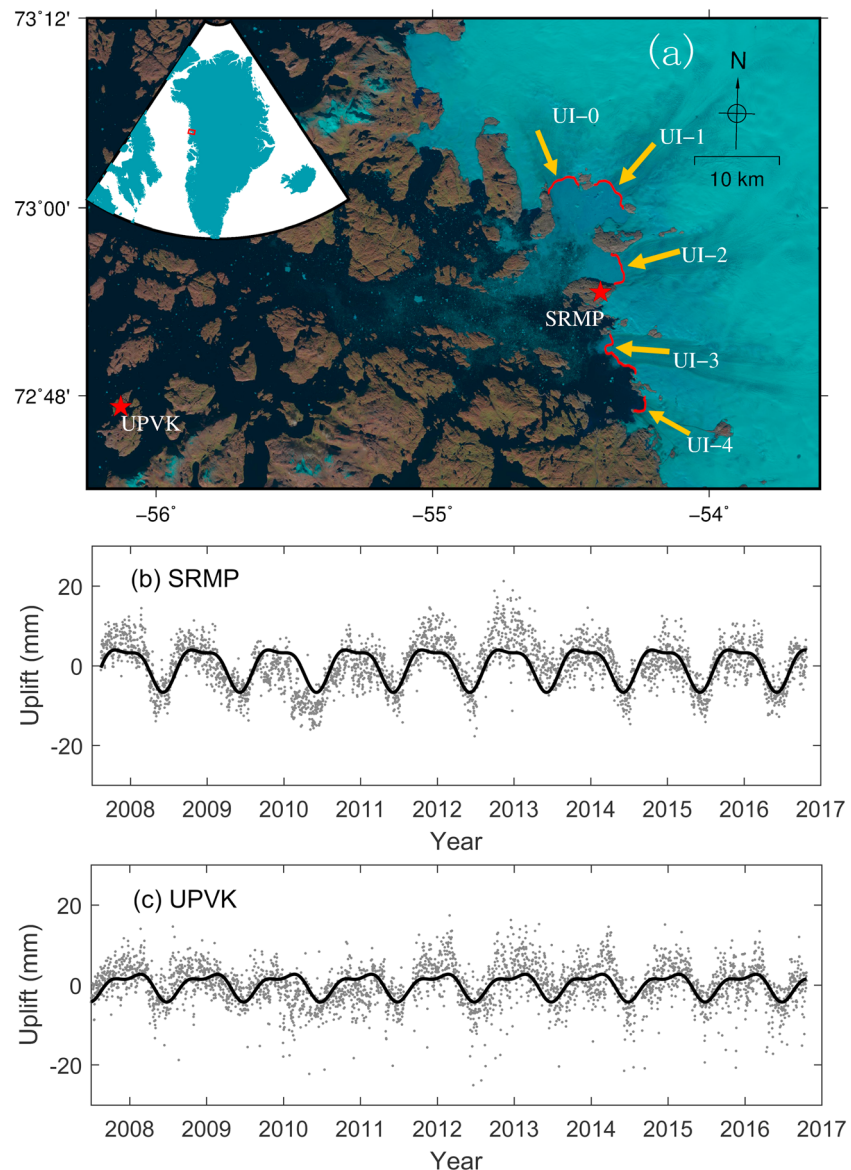 73°12'
(a)
N
UI-0
UI-1
10 km
73°00'
UI-2
SRMP
UI-3
72°48'
UPVK
UI-4
-56°
-55°
-54°
(b) SRMP
20
0
-20
Uplift (mm)
2008 2009 2010 2011 2012 2013 2014 2015 2016 2017
Year
(c) UPVK
20
0
-20
Uplift (mm)
2008 2009 2010 2011 2012 2013 2014 2015 2016 2017
Year